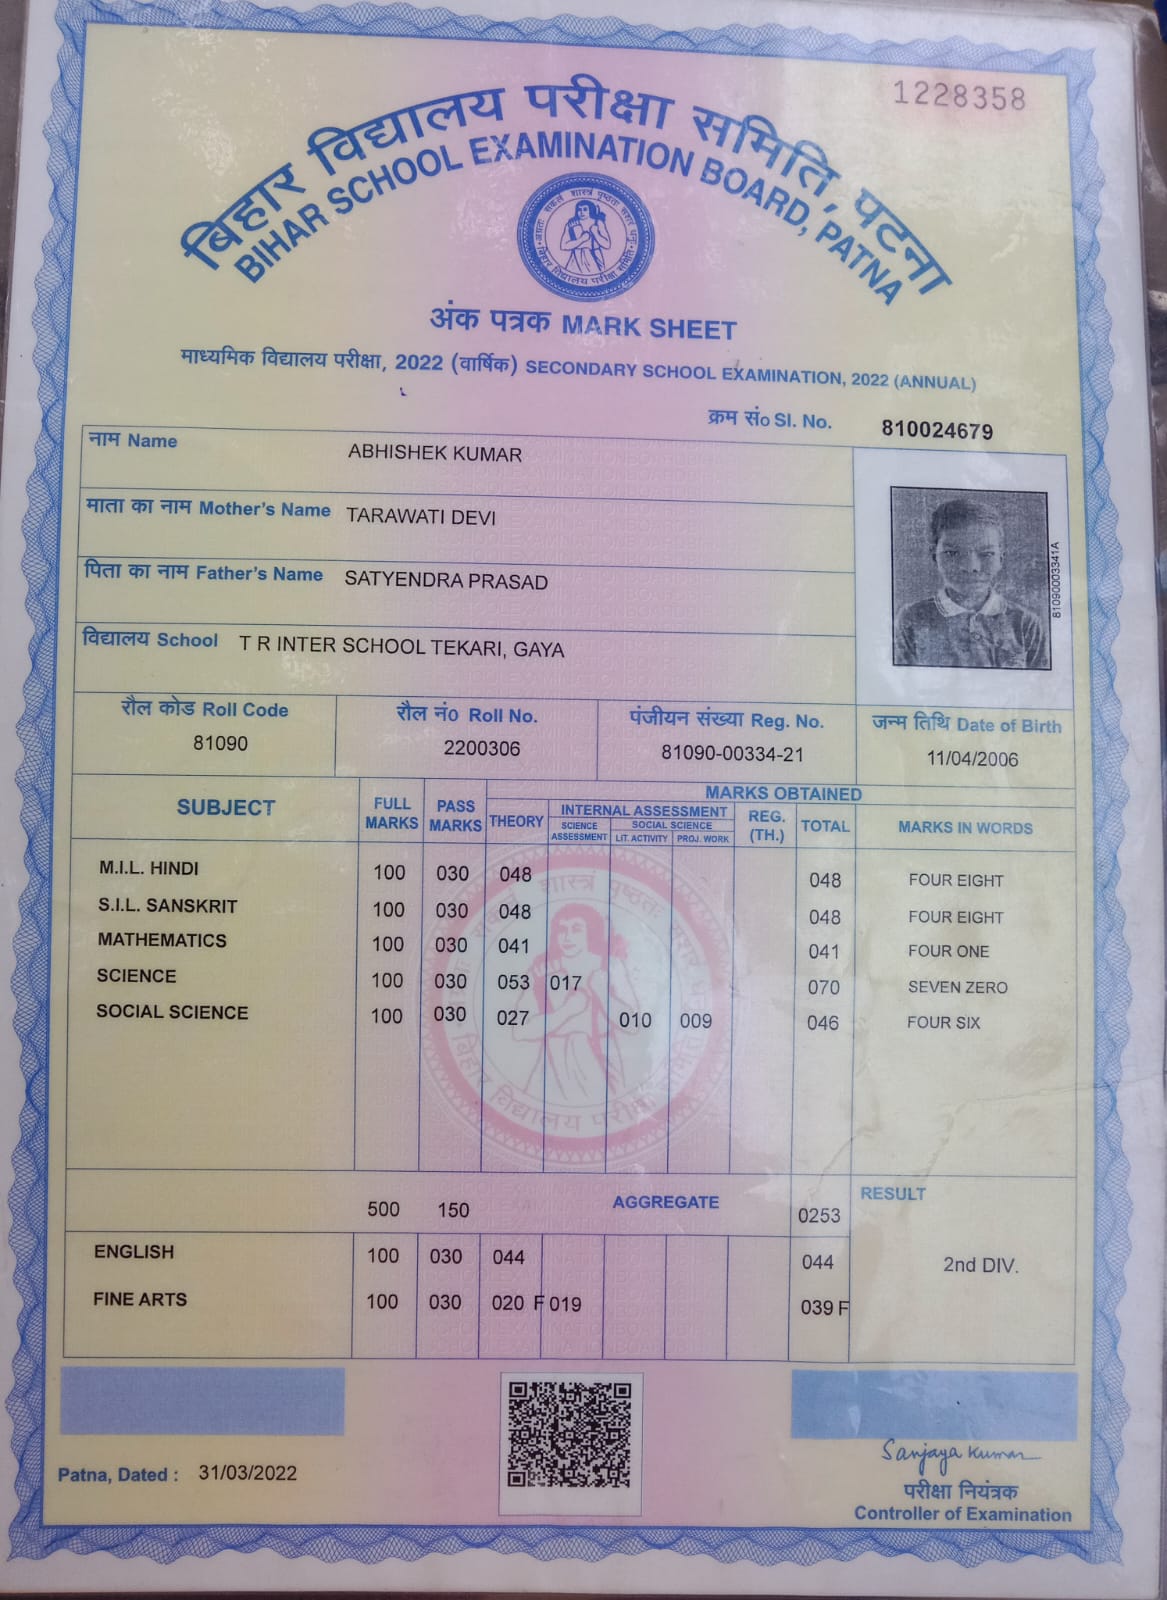 1228358
बिहार विद्यालय परीक्षा समिति, पटना
BIHAR SCHOOL EXAMINATION BOARD, PATNA
अंक पत्रक MARK SHEET
माध्यमिक विद्यालय परीक्षा, 2022 (वार्षिक) SECONDARY SCHOOL EXAMINATION, 2022 (ANNUAL)
क्रम सं० Sl. No. 810024679
नाम Name ABHISHEK KUMAR
माता का नाम Mother's Name TARAWATI DEVI
पिता का नाम Father's Name SATYENDRA PRASAD
81090003341A
विद्यालय School T R INTER SCHOOL TEKARI, GAYA
रौल कोड Roll Code रौल नं० Roll No. पंजीयन संख्या Reg. No. जन्म तिथि Date of Birth
81090 2200306 81090-00334-21 11/04/2006
SUBJECT FULL MARKS PASS MARKS MARKS OBTAINED
THEORY INTERNAL ASSESSMENT REG. (TH.) TOTAL MARKS IN WORDS
SCIENCE ASSESSMENT SOCIAL SCIENCE
LIT. ACTIVITY PROJ. WORK
M.I.L. HINDI 100 030 048 048 FOUR EIGHT
S.I.L. SANSKRIT 100 030 048 048 FOUR EIGHT
MATHEMATICS 100 030 041 041 FOUR ONE
SCIENCE 100 030 053 017 070 SEVEN ZERO
SOCIAL SCIENCE 100 030 027 010 009 046 FOUR SIX
500 150 AGGREGATE 0253 RESULT
ENGLISH 100 030 044 044 2nd DIV.
FINE ARTS 100 030 020 F 019 039 F
Patna, Dated : 31/03/2022
Sanjaya Kumar
परीक्षा नियंत्रक
Controller of Examination